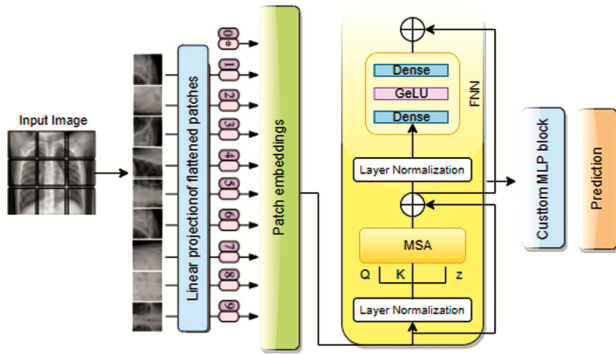 Input Image
Linear projection of flattened patches
0
*
1
2
3
4
5
6
7
8
9
Patch embeddings
Dense
GeLU
Dense
FNN
Layer Normalization
MSA
Q K z
Layer Normalization
Custtom MLP block
Prediction